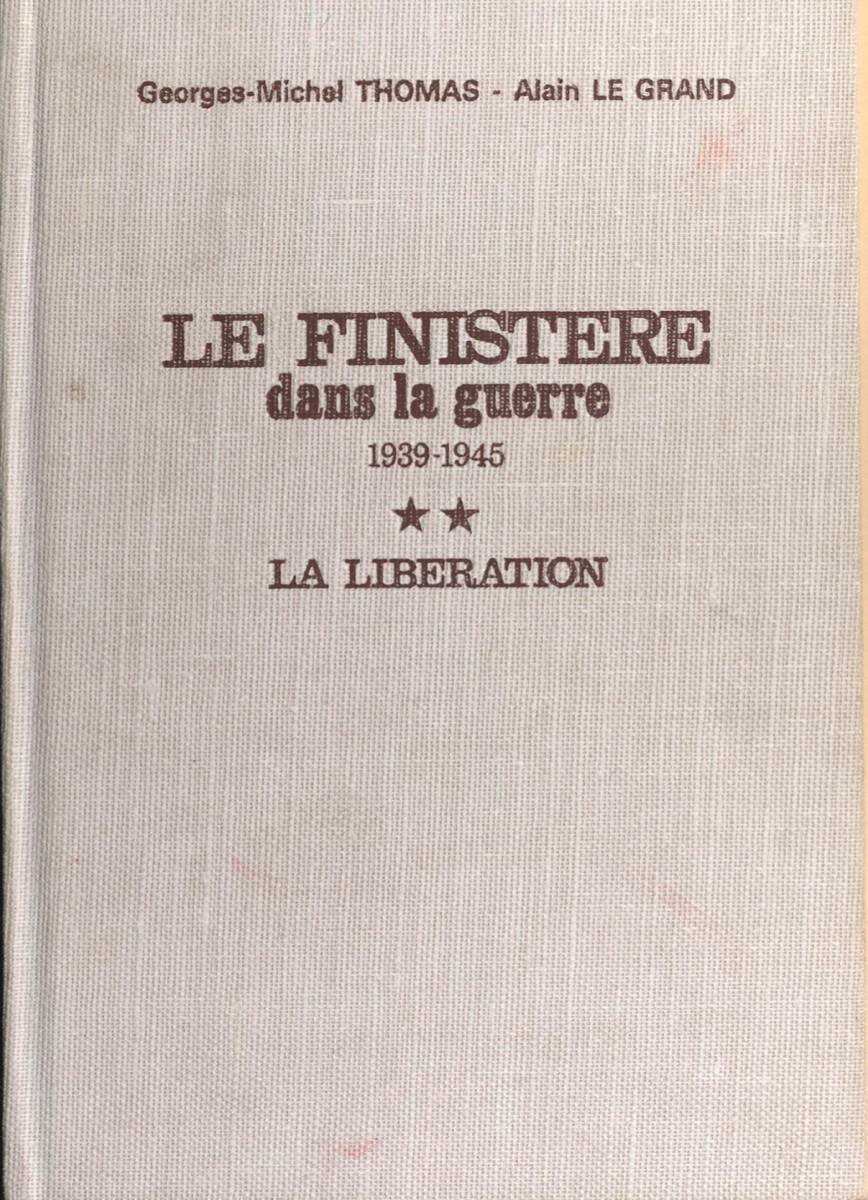 Georges-Michel THOMAS - Alain LE GRAND
LE FINISTERE
dans la guerre
1939-1945
★★
LA LIBERATION